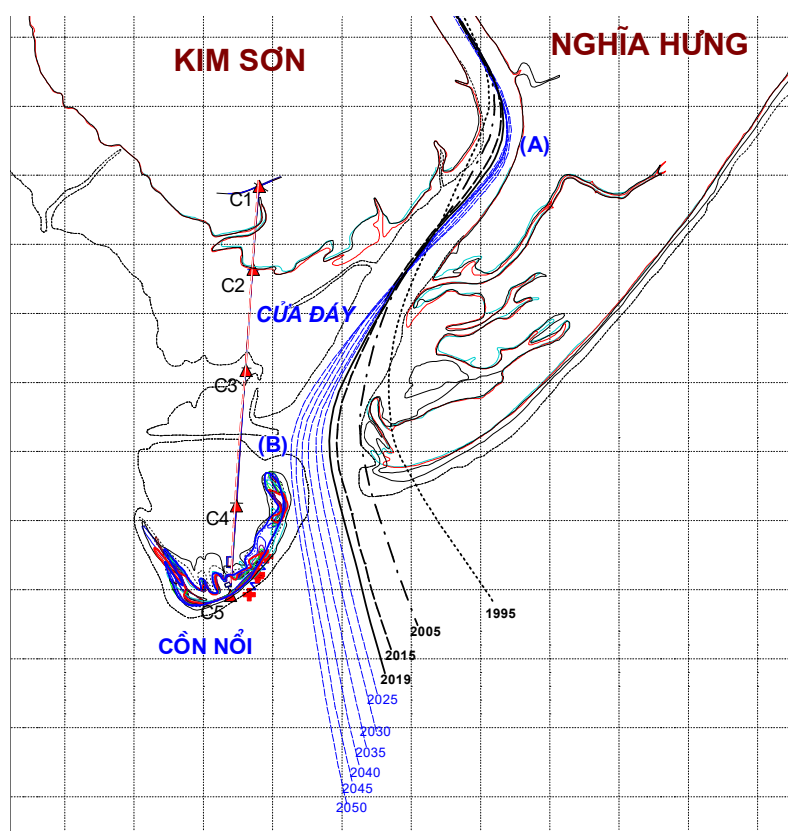 KIM SƠN
NGHĨA HƯNG
(A)
C1
C2
CỬA ĐÁY
C3
(B)
C4
C5
CỒN NỔI
1995
2005
2015
2019
2025
2030
2035
2040
2045
2050